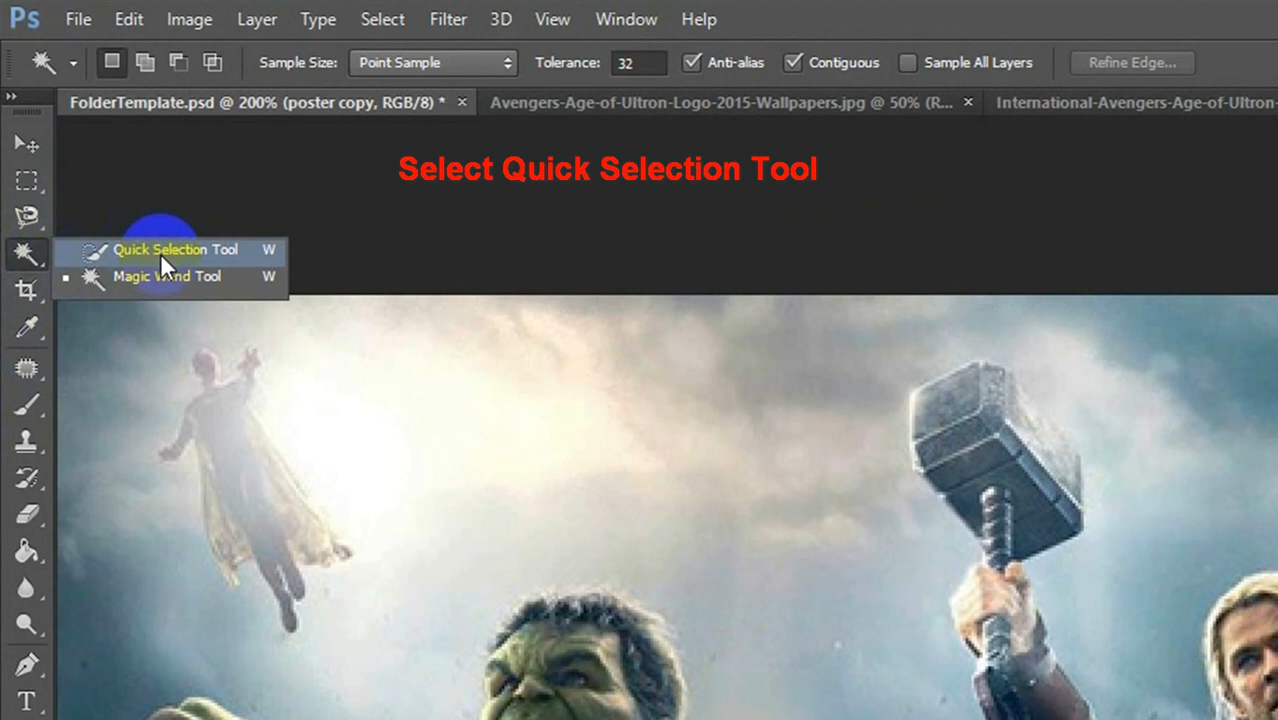 Ps File Edit Image Layer Type Select Filter 3D View Window Help
Sample Size: Point Sample Tolerance: 32 Anti-alias Contiguous Sample All Layers Refine Edge...
FolderTemplate.psd @ 200% (poster copy, RGB/8) * × Avengers-Age-of-Ultron-Logo-2015-Wallpapers.jpg @ 50% (R... × International-Avengers-Age-of-Ultron-
Select Quick Selection Tool
Quick Selection Tool W
Magic Wand Tool W
T